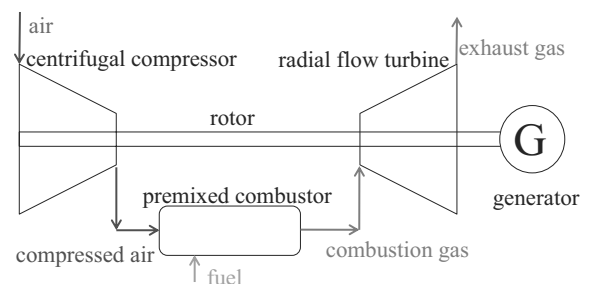 air
centrifugal compressor
radial flow turbine
exhaust gas
rotor
G
generator
premixed combustor
compressed air
combustion gas
fuel